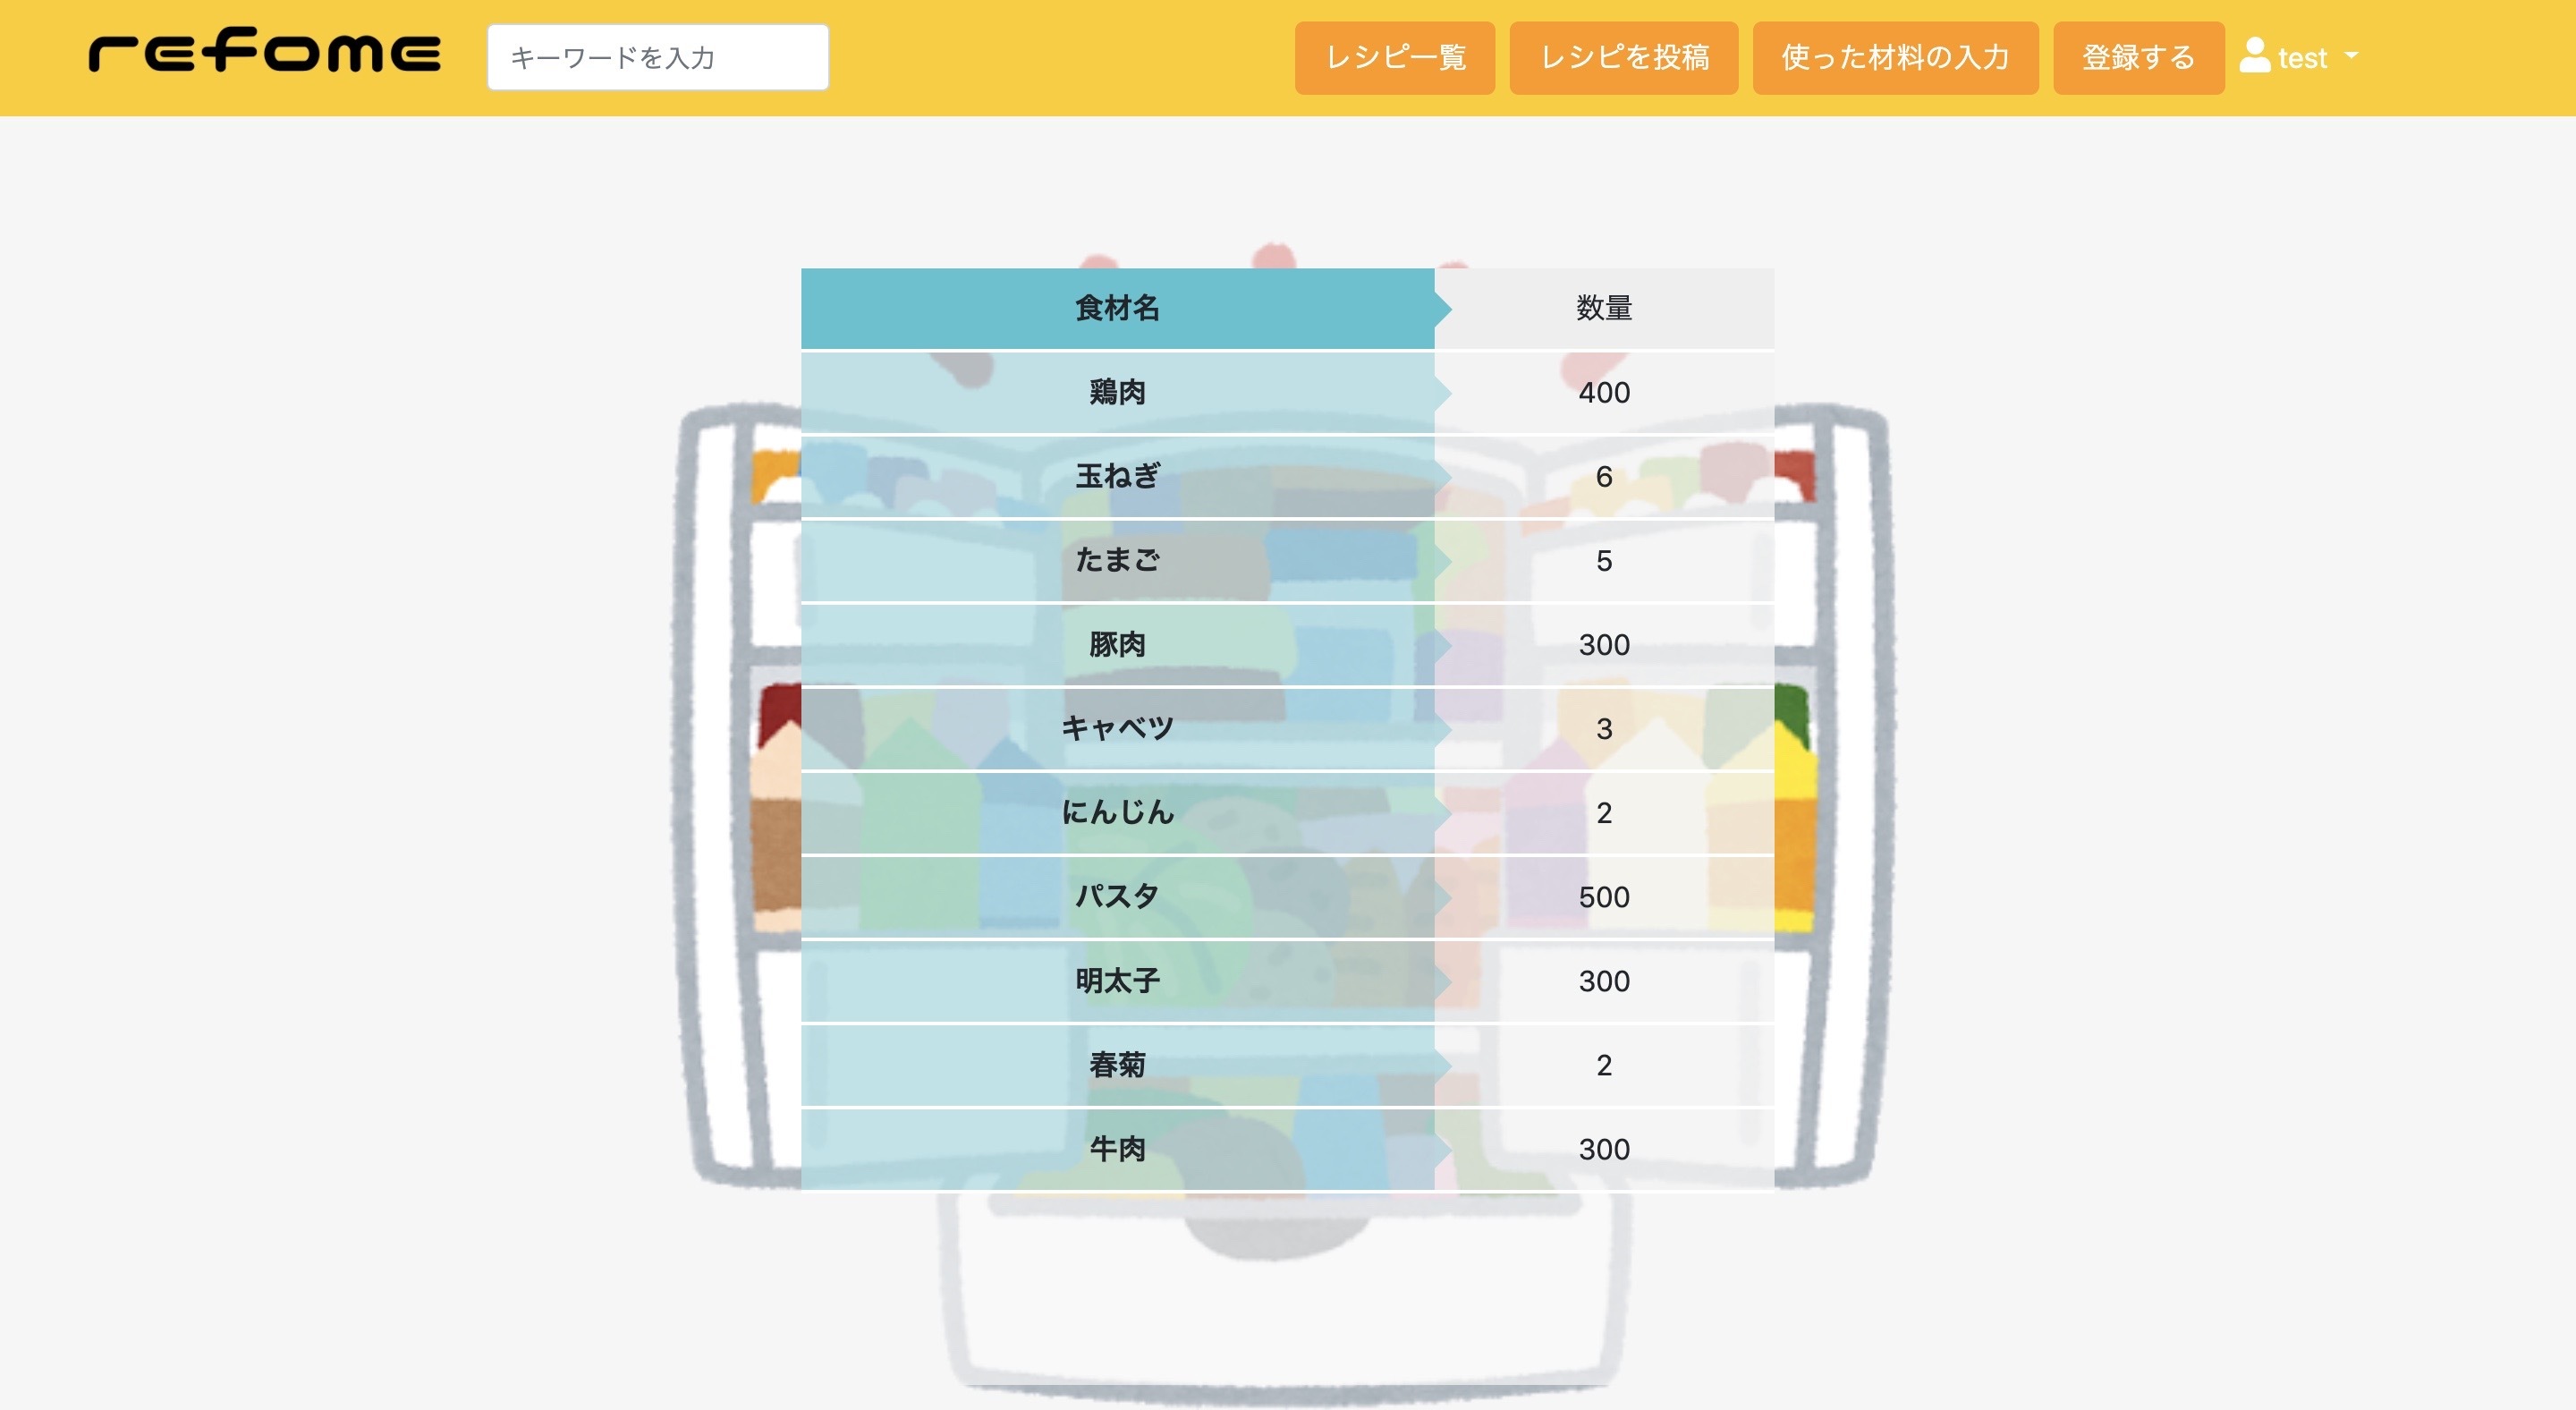 refome
キーワードを入力
レシピ一覧 レシピを投稿 使った材料の入力 登録する test
食材名 数量
鶏肉 400
玉ねぎ 6
たまご 5
豚肉 300
キャベツ 3
にんじん 2
パスタ 500
明太子 300
春菊 2
牛肉 300